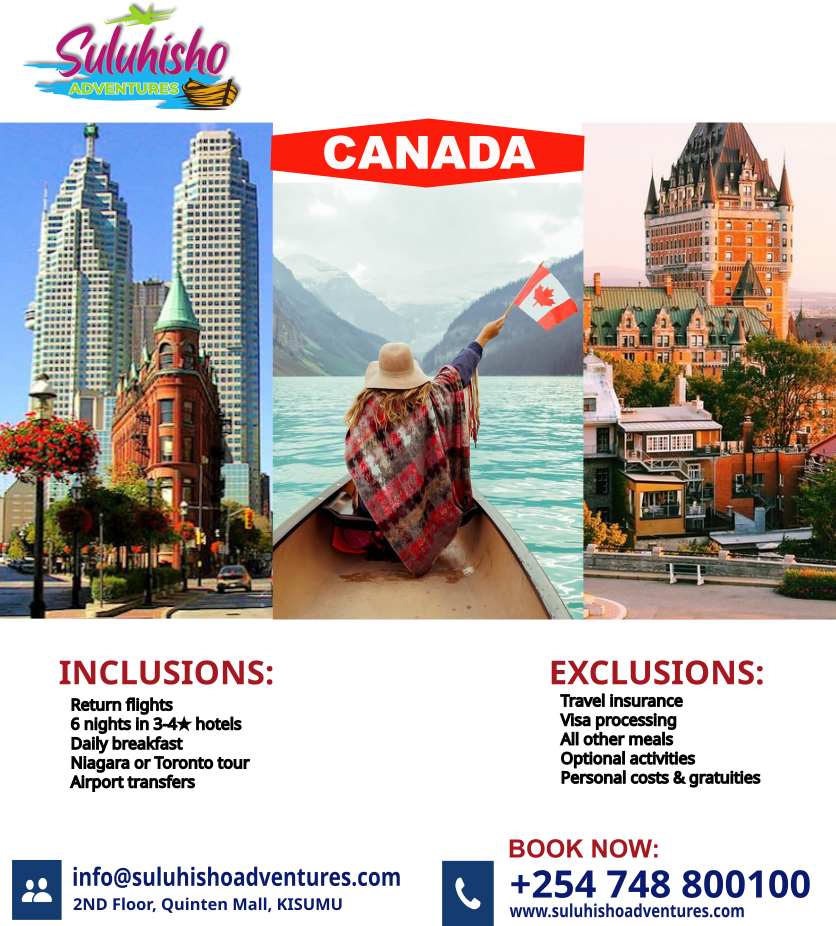 Suluhisho
ADVENTURES
CANADA
INCLUSIONS:
Return flights
6 nights in 3-4★ hotels
Daily breakfast
Niagara or Toronto tour
Airport transfers
EXCLUSIONS:
Travel insurance
Visa processing
All other meals
Optional activities
Personal costs & gratuities
info@suluhishoadventures.com
2ND Floor, Quinten Mall, KISUMU
BOOK NOW:
+254 748 800100
www.suluhishoadventures.com